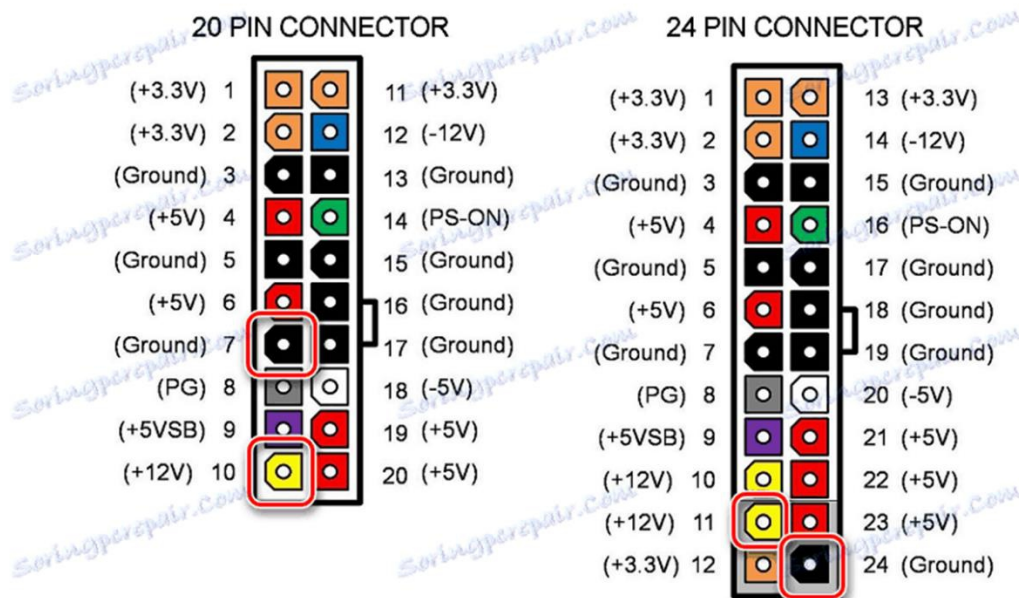 20 PIN CONNECTOR
(+3.3V) 1 11 (+3.3V)
(+3.3V) 2 12 (-12V)
(Ground) 3 13 (Ground)
(+5V) 4 14 (PS-ON)
(Ground) 5 15 (Ground)
(+5V) 6 16 (Ground)
(Ground) 7 17 (Ground)
(PG) 8 18 (-5V)
(+5VSB) 9 19 (+5V)
(+12V) 10 20 (+5V)
24 PIN CONNECTOR
(+3.3V) 1 13 (+3.3V)
(+3.3V) 2 14 (-12V)
(Ground) 3 15 (Ground)
(+5V) 4 16 (PS-ON)
(Ground) 5 17 (Ground)
(+5V) 6 18 (Ground)
(Ground) 7 19 (Ground)
(PG) 8 20 (-5V)
(+5VSB) 9 21 (+5V)
(+12V) 10 22 (+5V)
(+12V) 11 23 (+5V)
(+3.3V) 12 24 (Ground)
Soringpcrepair.Com